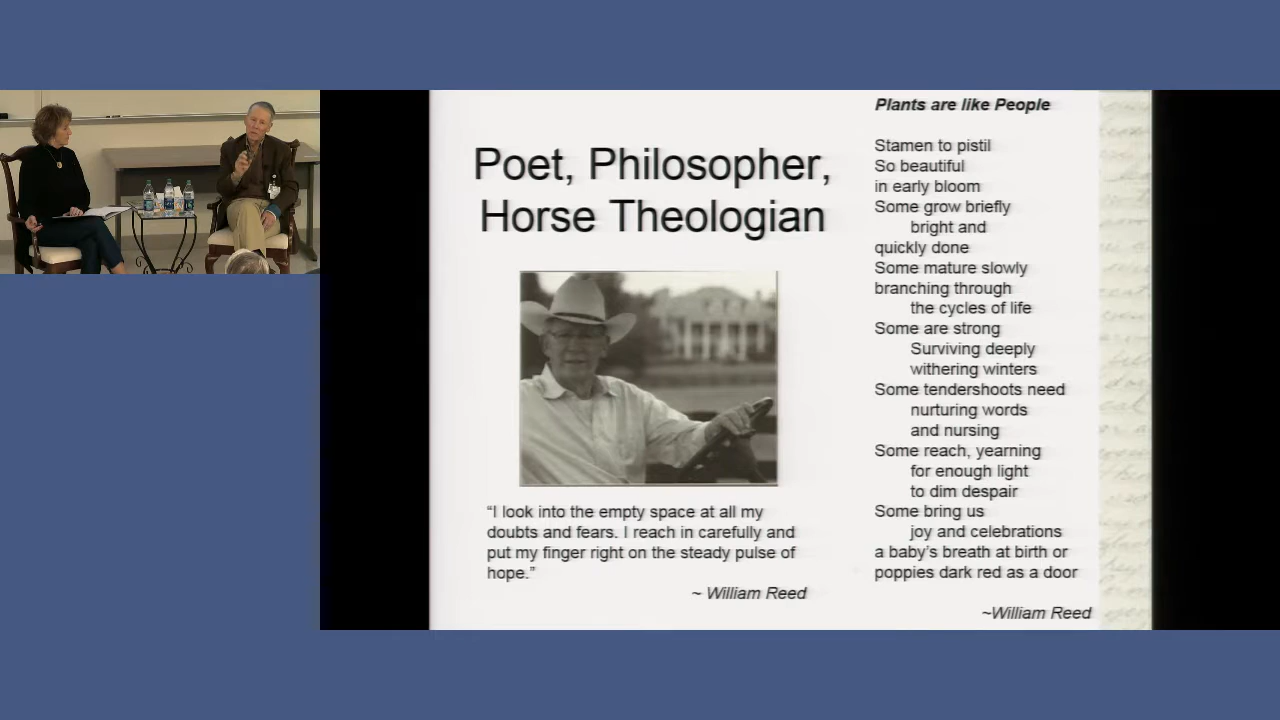 Poet, Philosopher,
Horse Theologian
“I look into the empty space at all my
doubts and fears. I reach in carefully and
put my finger right on the steady pulse of
hope.”
~ William Reed
Plants are like People
Stamen to pistil
So beautiful
in early bloom
Some grow briefly
bright and
quickly done
Some mature slowly
branching through
the cycles of life
Some are strong
Surviving deeply
withering winters
Some tendershoots need
nurturing words
and nursing
Some reach, yearning
for enough light
to dim despair
Some bring us
joy and celebrations
a baby’s breath at birth or
poppies dark red as a door
~William Reed